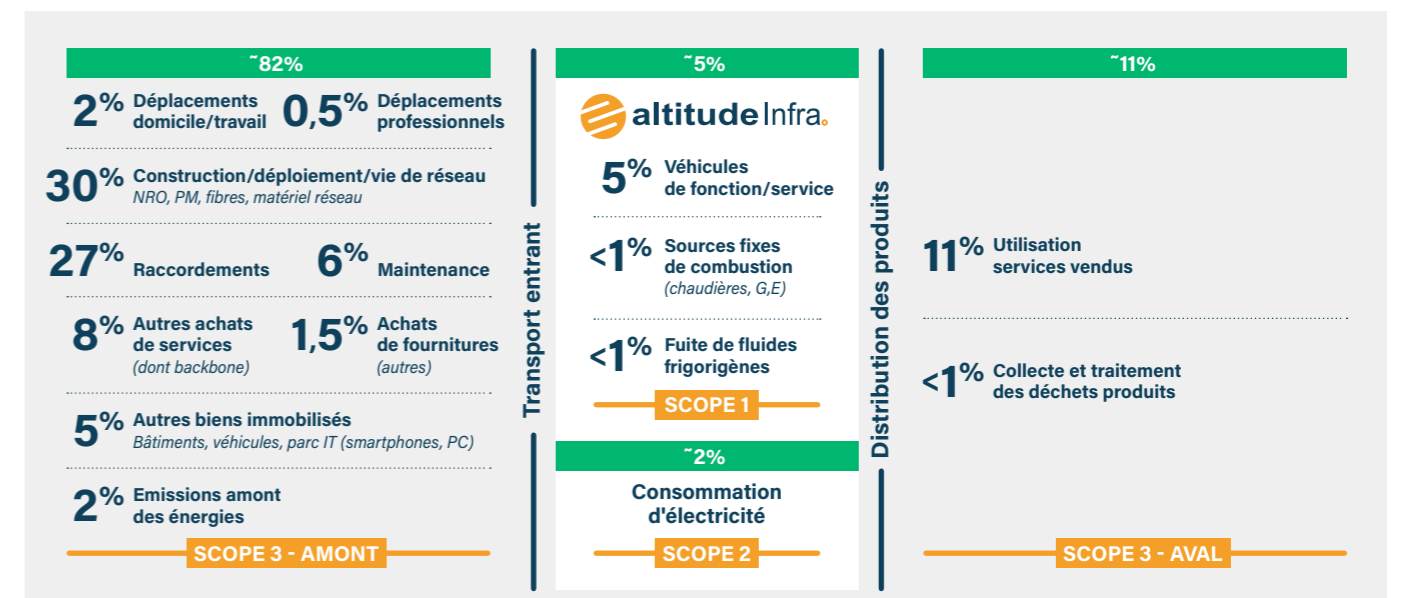 ~82%
2% Déplacements
domicile/travail
0,5% Déplacements
professionnels
30% Construction/déploiement/vie de réseau
NRO, PM, fibres, matériel réseau
27% Raccordements
6% Maintenance
8% Autres achats
de services
(dont backbone)
1,5% Achats
de fournitures
(autres)
5% Autres biens immobilisés
Bâtiments, véhicules, parc IT (smartphones, PC)
2% Emissions amont
des énergies
SCOPE 3 - AMONT
Transport entrant
~5%
altitude Infra.
5% Véhicules
de fonction/service
<1% Sources fixes
de combustion
(chaudières, G,E)
<1% Fuite de fluides
frigorigènes
SCOPE 1
~2%
Consommation
d'électricité
SCOPE 2
Distribution des produits
~11%
11% Utilisation
services vendus
<1% Collecte et traitement
des déchets produits
SCOPE 3 - AVAL